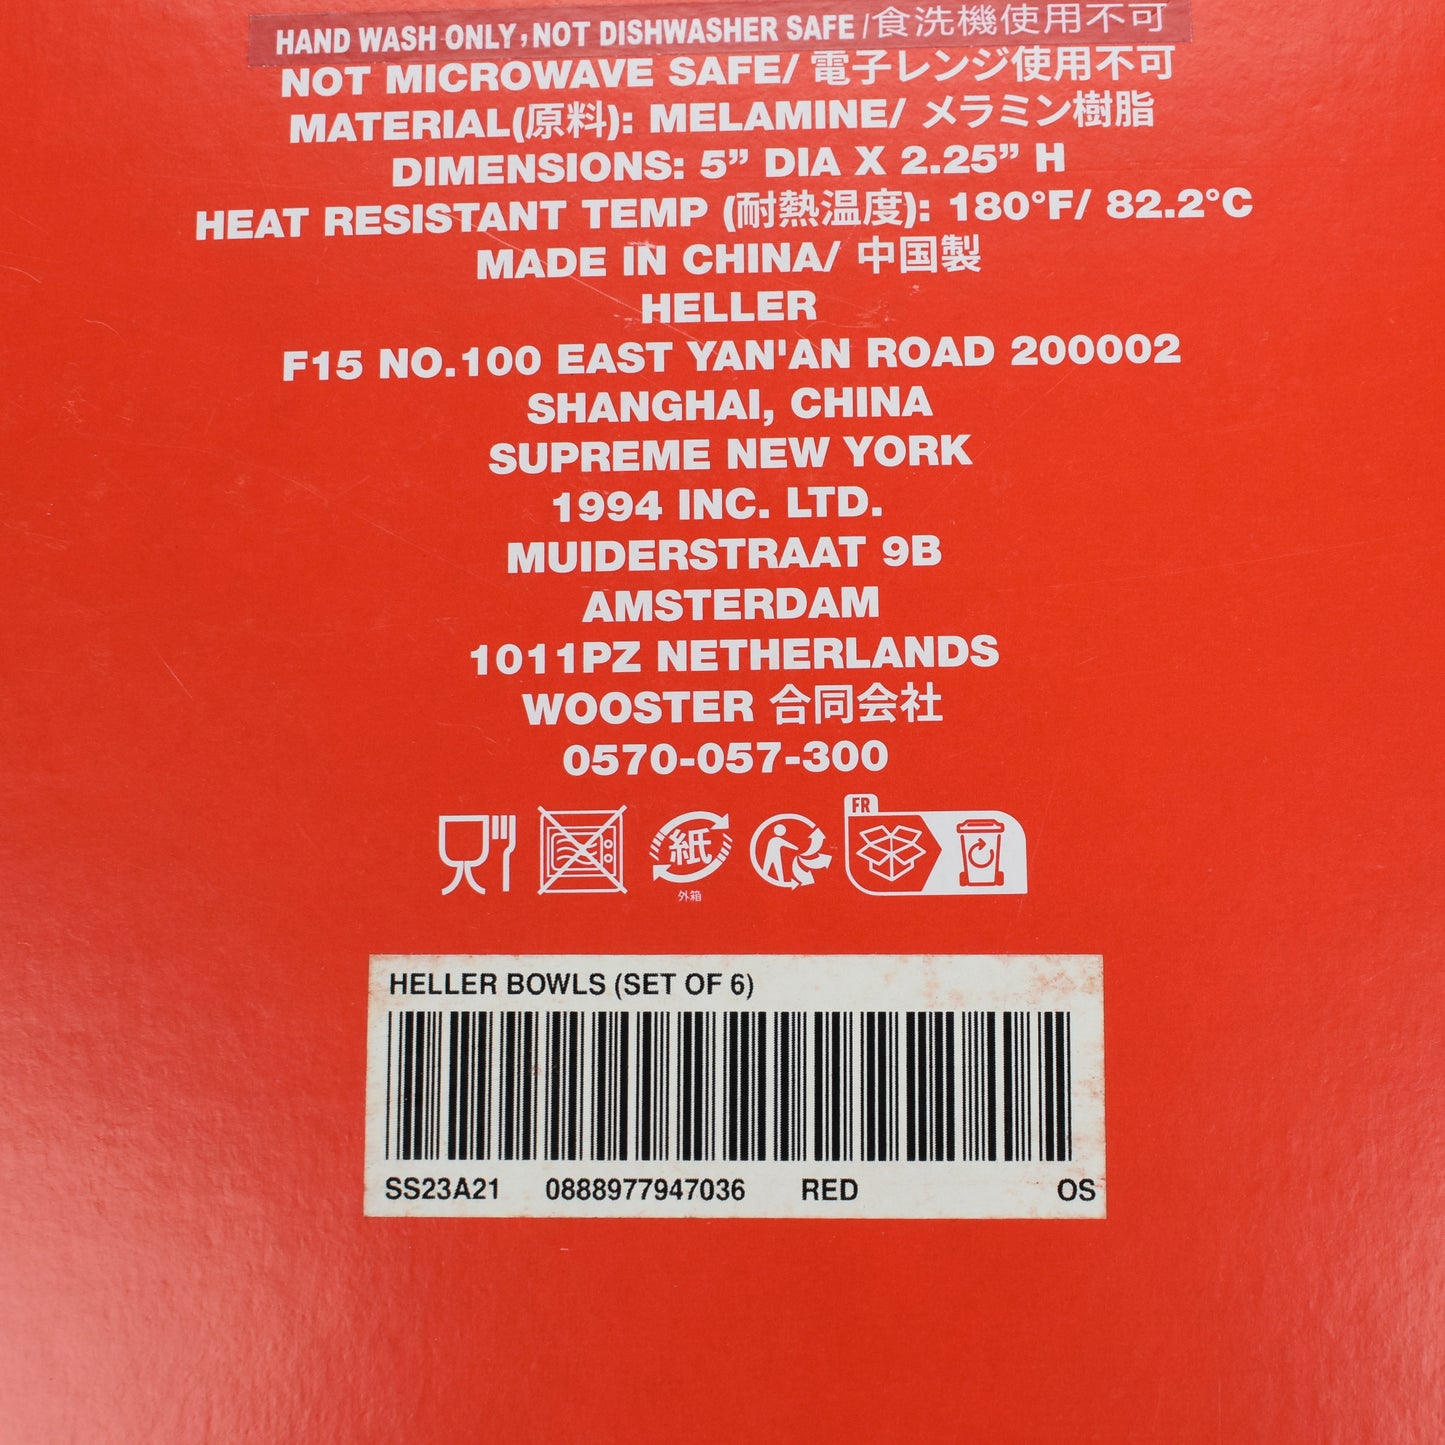 HAND WASH ONLY, NOT DISHWASHER SAFE /食洗機使用不可
NOT MICROWAVE SAFE/ 電子レンジ使用不可
MATERIAL(原料): MELAMINE/ メラミン樹脂
DIMENSIONS: 5” DIA X 2.25” H
HEAT RESISTANT TEMP (耐熱温度): 180°F/ 82.2°C
MADE IN CHINA/ 中国製
HELLER
F15 NO.100 EAST YAN'AN ROAD 200002
SHANGHAI, CHINA
SUPREME NEW YORK
1994 INC. LTD.
MUIDERSTRAAT 9B
AMSTERDAM
1011PZ NETHERLANDS
WOOSTER 合同会社
0570-057-300
FR
紙
外箱
HELLER BOWLS (SET OF 6)
SS23A21 0888977947036 RED OS